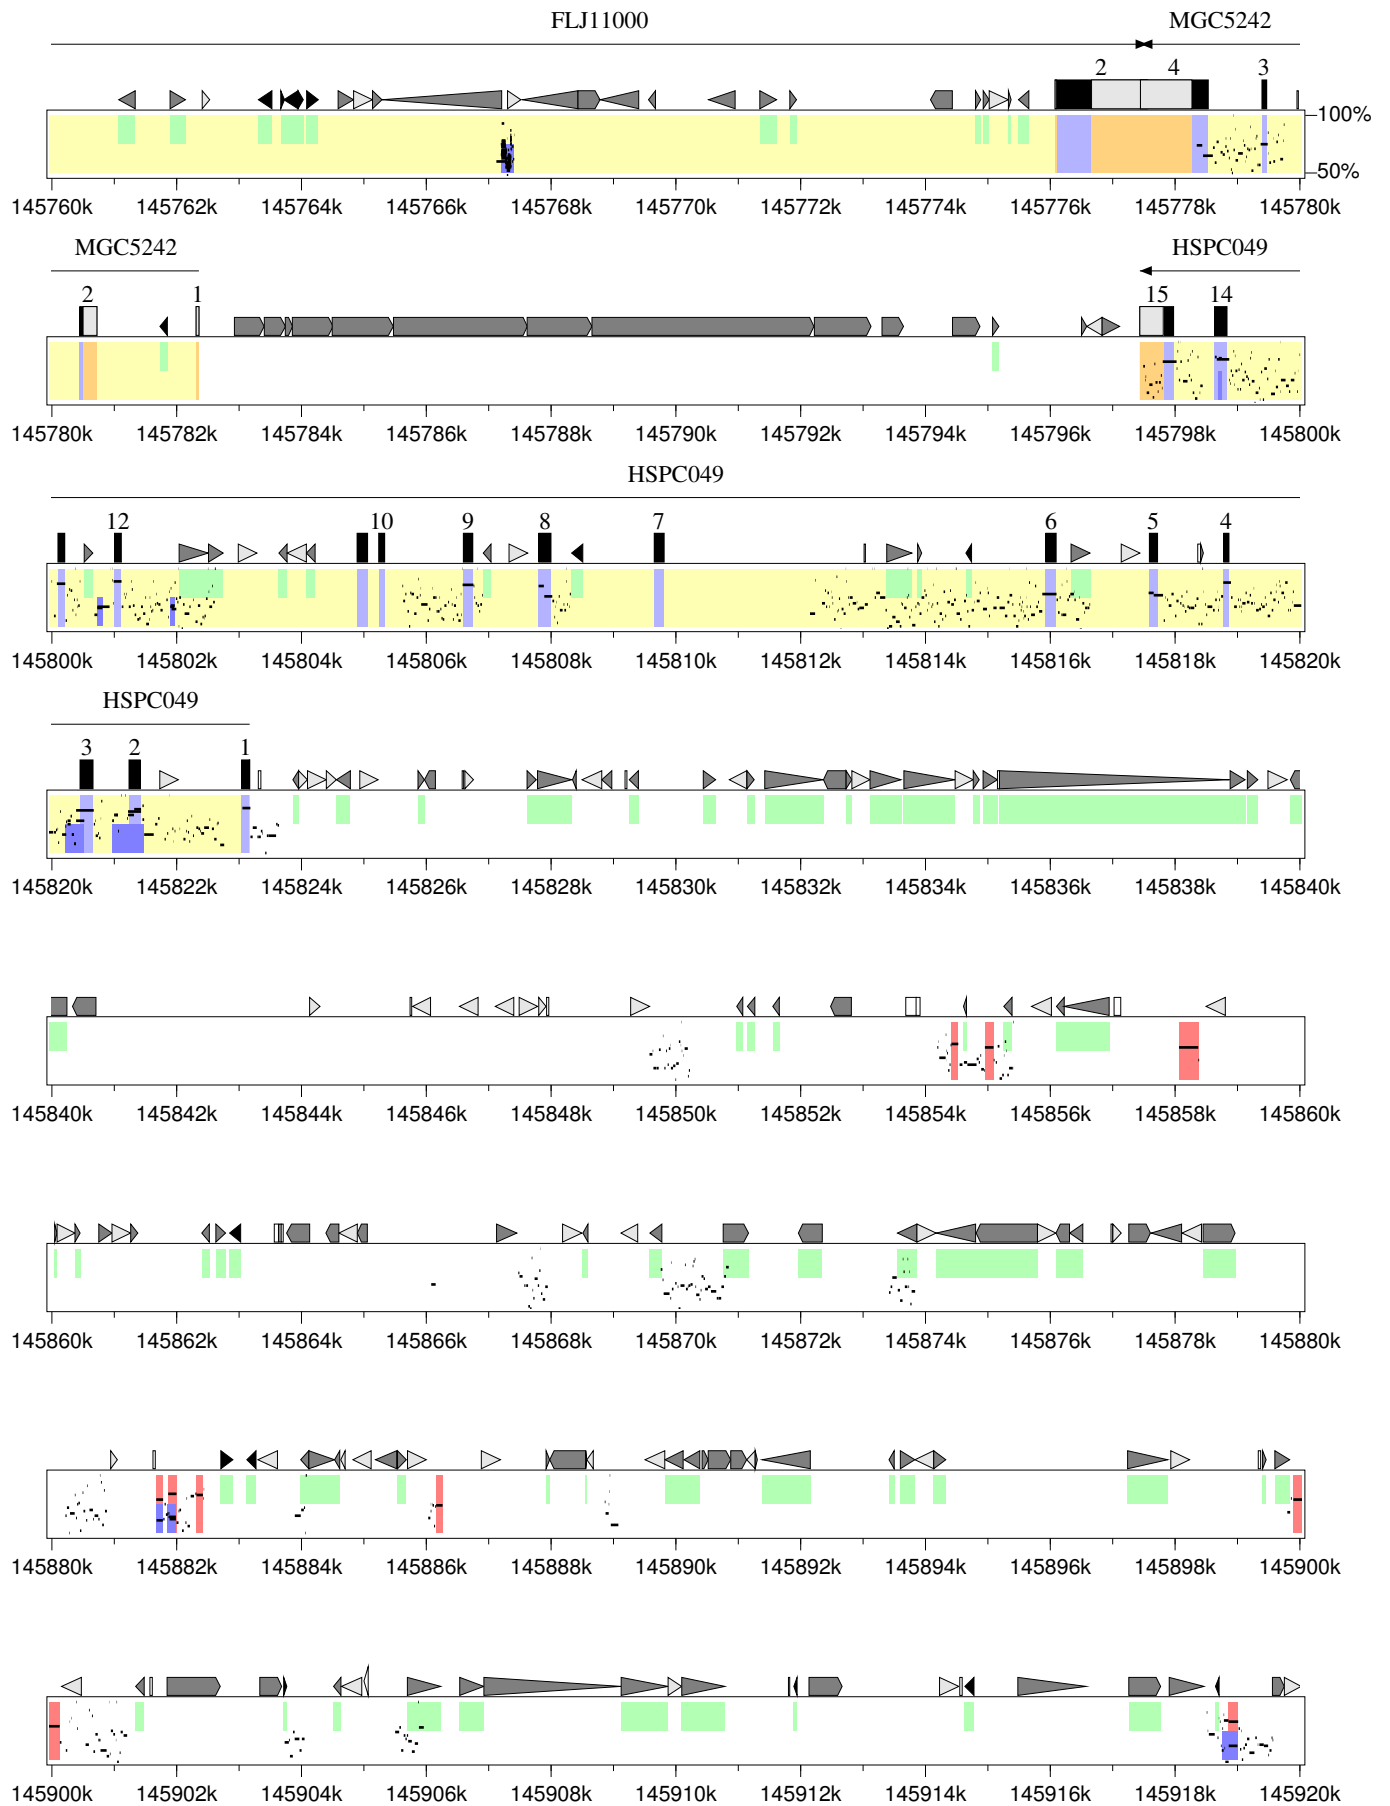 FLJ11000 MGC5242
2 4 3
100%
50%
145760k 145762k 145764k 145766k 145768k 145770k 145772k 145774k 145776k 145778k 145780k
MGC5242 HSPC049
2 1 15 14
145780k 145782k 145784k 145786k 145788k 145790k 145792k 145794k 145796k 145798k 145800k
HSPC049
12 10 9 8 7 6 5 4
145800k 145802k 145804k 145806k 145808k 145810k 145812k 145814k 145816k 145818k 145820k
HSPC049
3 2 1
145820k 145822k 145824k 145826k 145828k 145830k 145832k 145834k 145836k 145838k 145840k
145840k 145842k 145844k 145846k 145848k 145850k 145852k 145854k 145856k 145858k 145860k
145860k 145862k 145864k 145866k 145868k 145870k 145872k 145874k 145876k 145878k 145880k
145880k 145882k 145884k 145886k 145888k 145890k 145892k 145894k 145896k 145898k 145900k
145900k 145902k 145904k 145906k 145908k 145910k 145912k 145914k 145916k 145918k 145920k